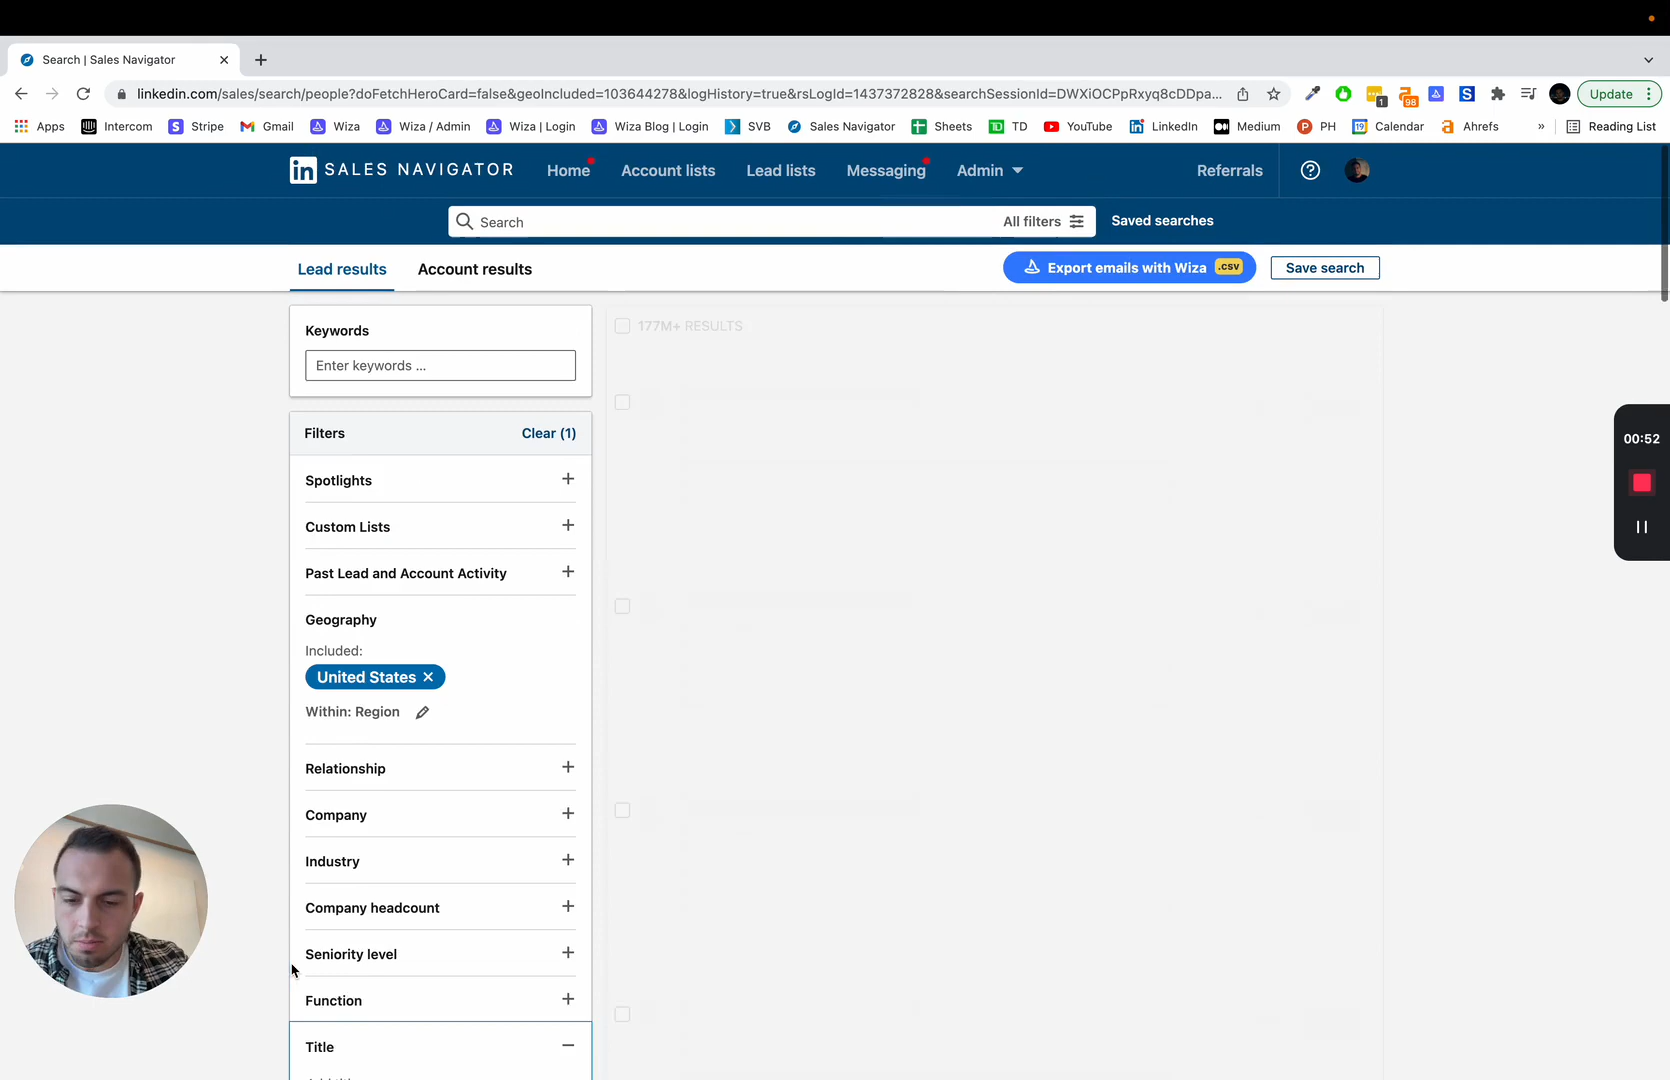 Search | Sales Navigator
linkedin.com/sales/search/people?doFetchHeroCard=false&geoIncluded=103644278&logHistory=true&rsLogId=1437372828&searchSessionId=DWXiOCPpRxyq8cDDpa...
1
98
Update
Apps
Intercom
Stripe
Gmail
Wiza
Wiza / Admin
Wiza | Login
Wiza Blog | Login
SVB
Sales Navigator
Sheets
TD
YouTube
LinkedIn
Medium
PH
Calendar
Ahrefs
»
Reading List
in SALES NAVIGATOR
Home
Account lists
Lead lists
Messaging
Admin
Referrals
Search
All filters
Saved searches
Lead results
Account results
Export emails with Wiza .csv
Save search
Keywords
Enter keywords ...
177M+ RESULTS
Filters
Clear (1)
Spotlights
Custom Lists
Past Lead and Account Activity
Geography
Included:
United States
Within: Region
Relationship
Company
Industry
Company headcount
Seniority level
Function
Title
00:52